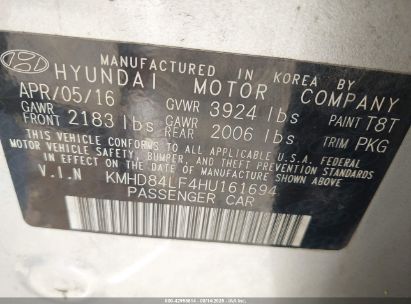 MANUFACTURED IN KOREA BY
HYUNDAI MOTOR COMPANY
APR/05/16 GVWR 3924 lbs PAINT T8T
GAWR FRONT 2183 lbs GAWR REAR 2006 lbs TRIM PKG
THIS VEHICLE CONFORMS TO ALL APPLICABLE U.S.A. FEDERAL
MOTOR VEHICLE SAFETY, BUMPER, AND THEFT PREVENTION STANDARDS
IN EFFECT ON THE DATE OF MANUFACTURE SHOWN ABOVE.
V.I.N KMHD84LF4HU161694
PASSENGER CAR